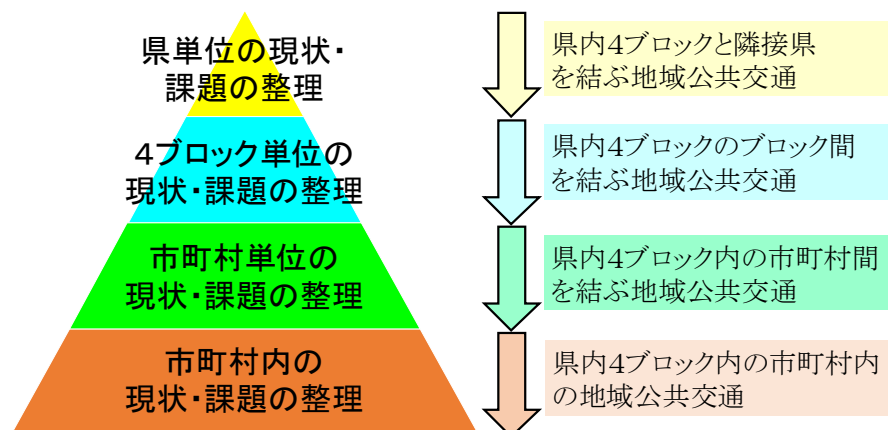 県単位の現状・
課題の整理
県内4ブロックと隣接県
を結ぶ地域公共交通
４ブロック単位の
現状・課題の整理
県内4ブロックのブロック間
を結ぶ地域公共交通
市町村単位の
現状・課題の整理
県内4ブロック内の市町村間
を結ぶ地域公共交通
市町村内の
現状・課題の整理
県内4ブロック内の市町村内
の地域公共交通